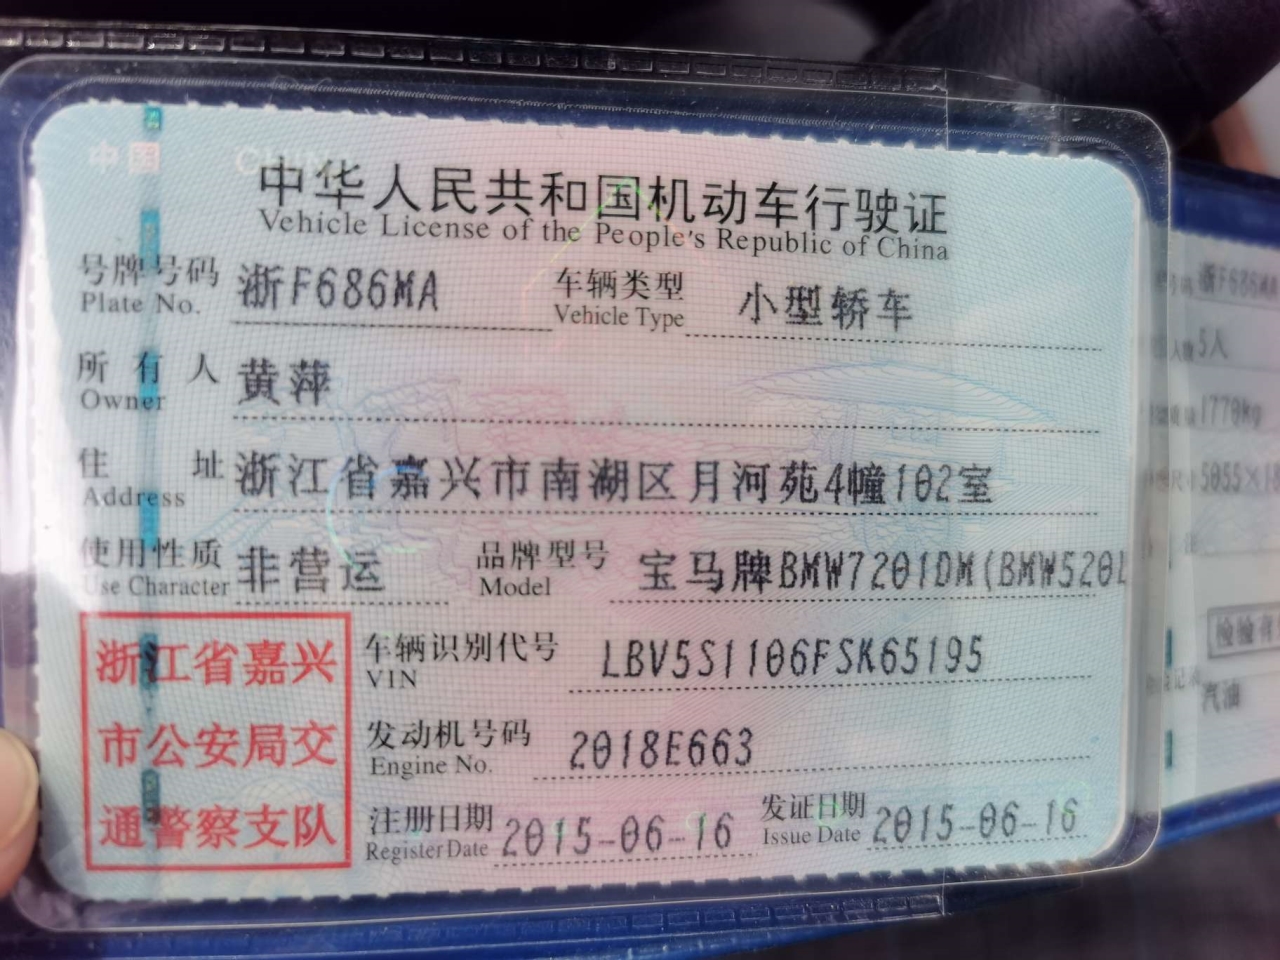 中国
中华人民共和国机动车行驶证
Vehicle License of the People's Republic of China
号牌号码 浙F686MA 车辆类型 小型轿车
Plate No. Vehicle Type
所有人 黄萍
Owner
住址 浙江省嘉兴市南湖区月河苑4幢102室
Address
使用性质 非营运 品牌型号 宝马牌BMW7201DM(BMW520L
Use Character Model
浙江省嘉兴
市公安局交
通警察支队
车辆识别代号 LBV5S1106FSK65195
VIN
发动机号码 2018E663
Engine No.
注册日期 2015-06-16 发证日期 2015-06-16
Register Date Issue Date
浙F686MA
5人
1770kg
5055×18
检验有
汽油